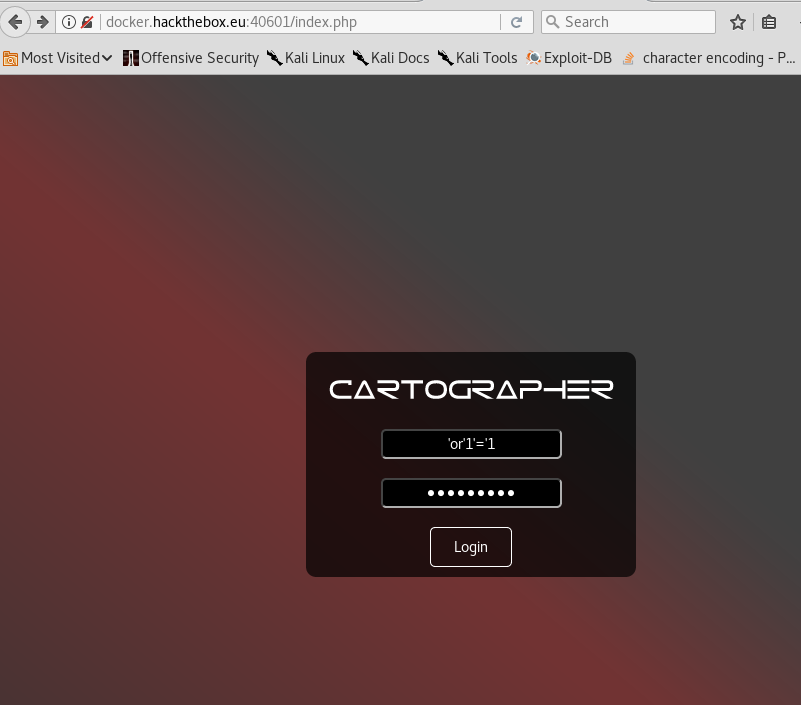 docker.hackthebox.eu:40601/index.php
Search
Most Visited
Offensive Security
Kali Linux
Kali Docs
Kali Tools
Exploit-DB
character encoding - P...
CARTOGRAPHER
'or'1'='1
Login